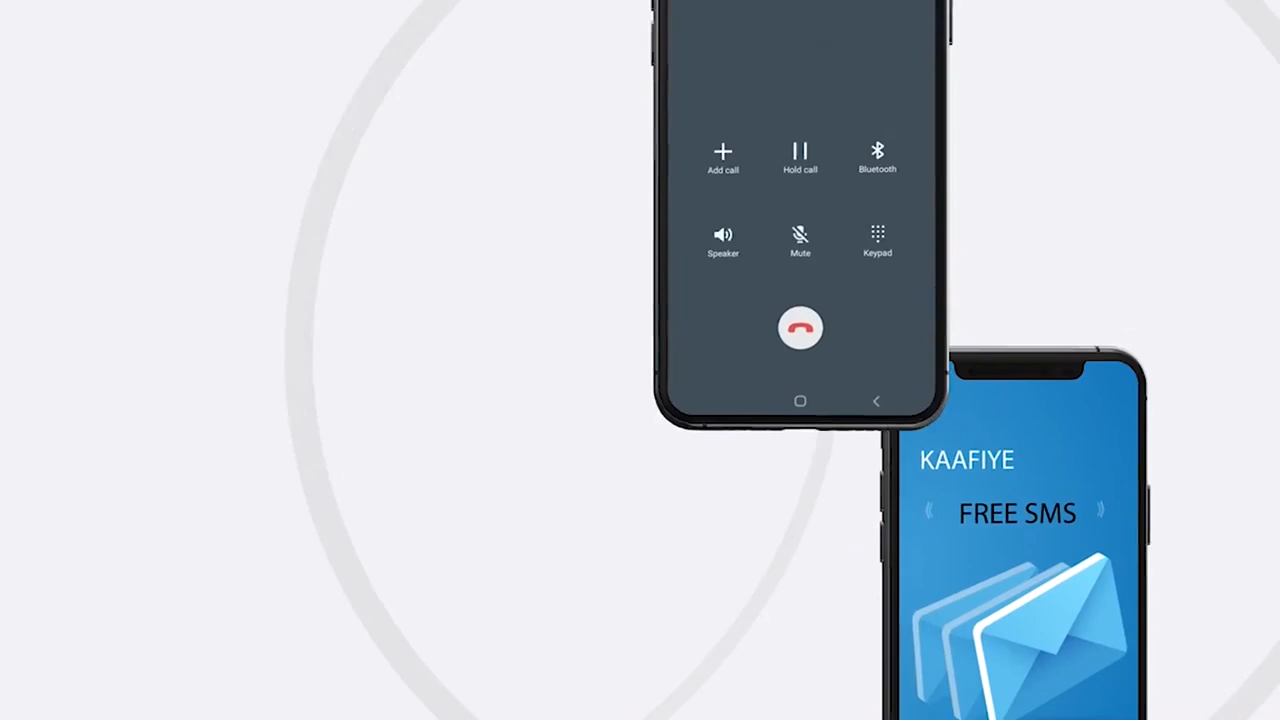 Add call
Hold call
Bluetooth
Speaker
Mute
Keypad
KAAFIYE
FREE SMS